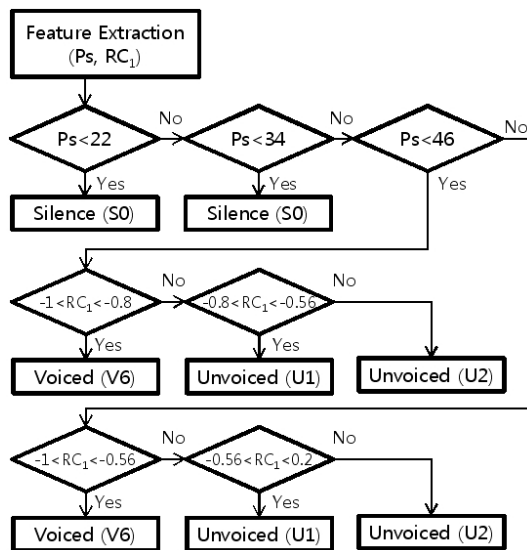 Feature Extraction
(Ps, RC₁)
No
No
No
Ps<22
Ps<34
Ps<46
Yes
Yes
Yes
Silence (S0)
Silence (S0)
No
No
-1<RC₁<-0.8
-0.8<RC₁<-0.56
Yes
Yes
Voiced (V6)
Unvoiced (U1)
Unvoiced (U2)
No
No
-1<RC₁<-0.56
-0.56<RC₁<0.2
Yes
Yes
Voiced (V6)
Unvoiced (U1)
Unvoiced (U2)